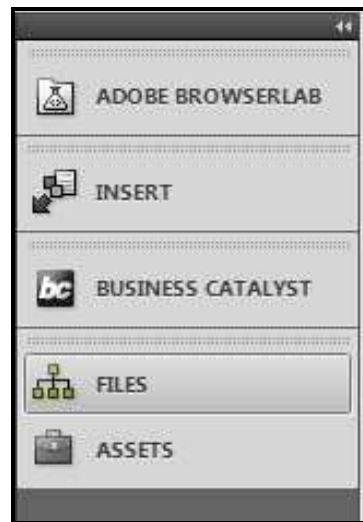 ADOBE BROWSERLAB
INSERT
bc BUSINESS CATALYST
FILES
ASSETS